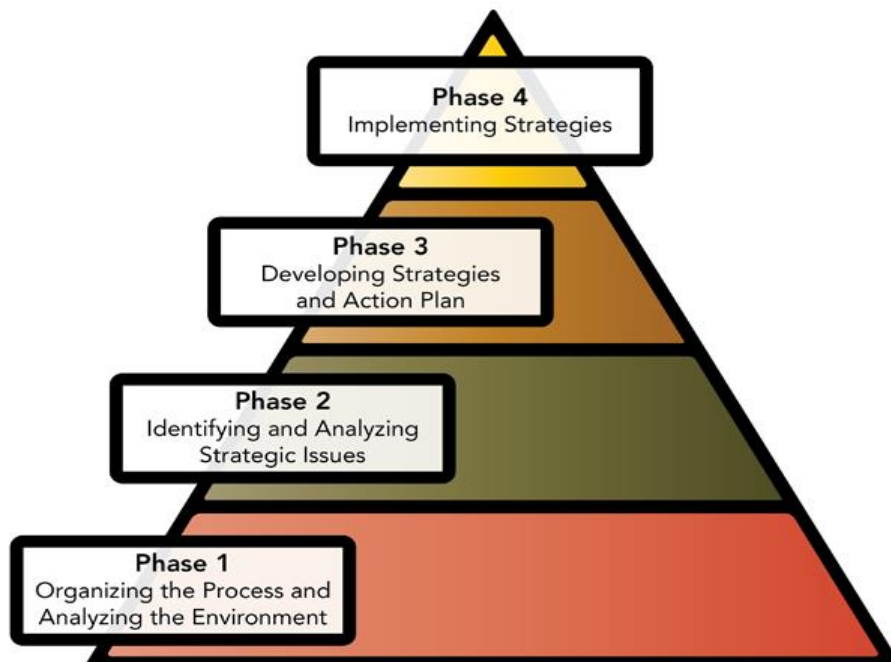 Phase 4
Implementing Strategies
Phase 3
Developing Strategies
and Action Plan
Phase 2
Identifying and Analyzing
Strategic Issues
Phase 1
Organizing the Process and
Analyzing the Environment